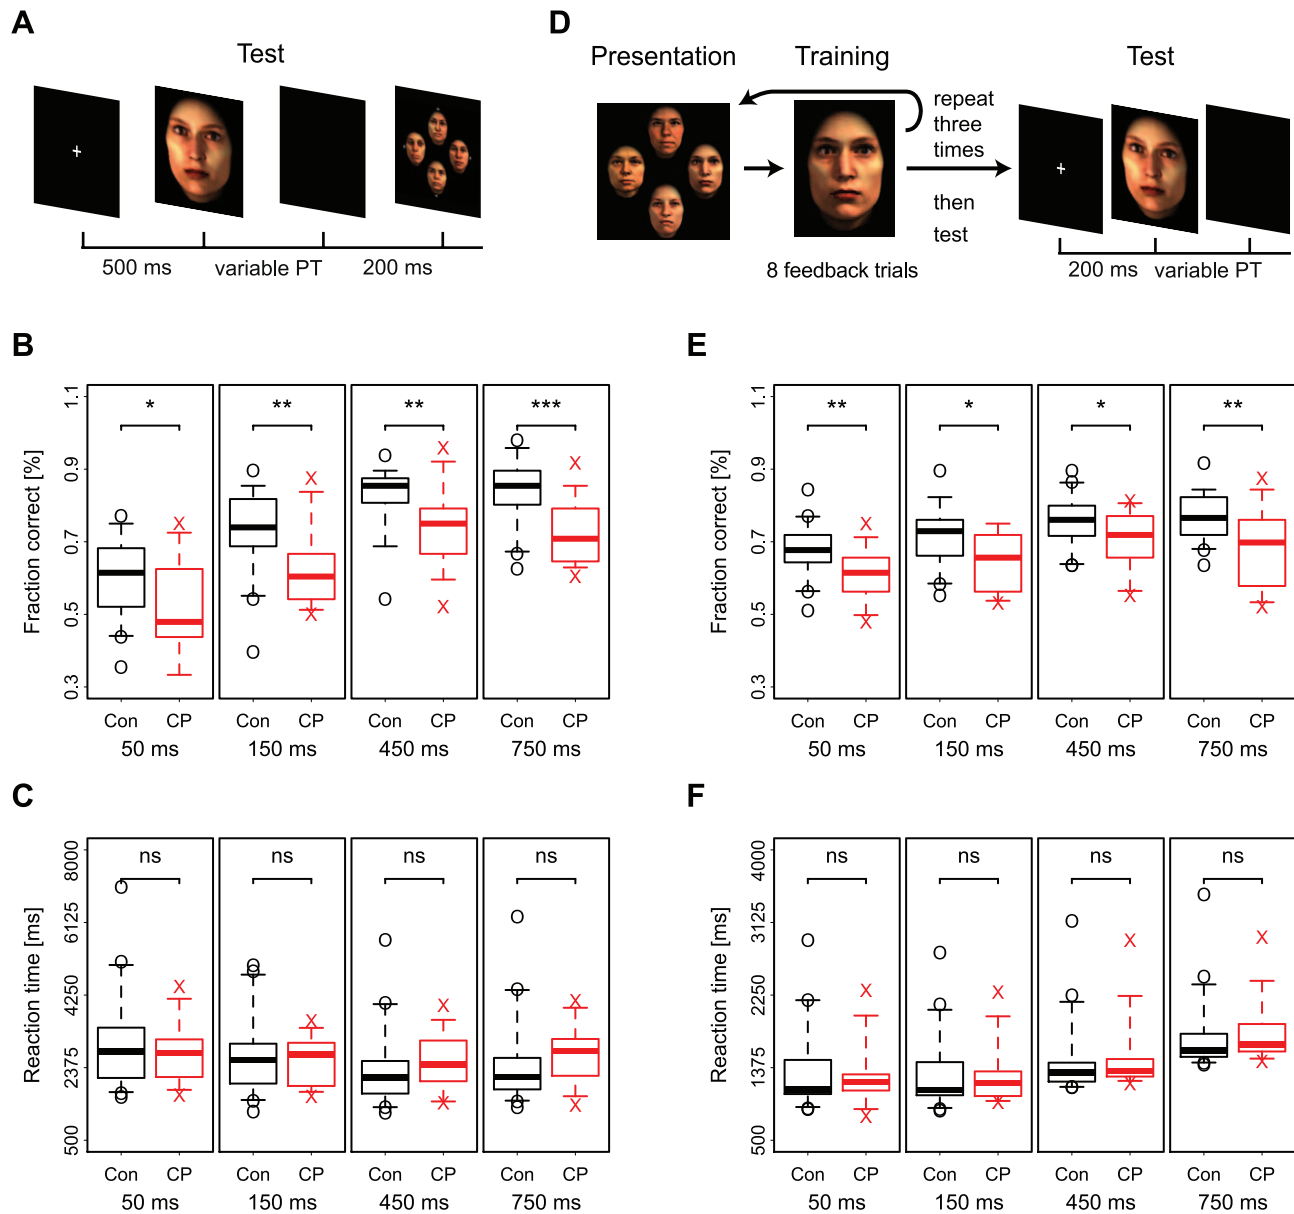 A
Test
500 ms
variable PT
200 ms
D
Presentation
Training
Test
repeat
three
times
then
test
8 feedback trials
200 ms
variable PT
B
Fraction correct [%]
1.1
0.9
0.7
0.5
0.3
*
**
**
***
Con CP Con CP Con CP Con CP
50 ms 150 ms 450 ms 750 ms
E
Fraction correct [%]
1.1
0.9
0.7
0.5
0.3
**
*
*
**
Con CP Con CP Con CP Con CP
50 ms 150 ms 450 ms 750 ms
C
Reaction time [ms]
8000
6125
4250
2375
500
ns ns ns ns
Con CP Con CP Con CP Con CP
50 ms 150 ms 450 ms 750 ms
F
Reaction time [ms]
4000
3125
2250
1375
500
ns ns ns ns
Con CP Con CP Con CP Con CP
50 ms 150 ms 450 ms 750 ms